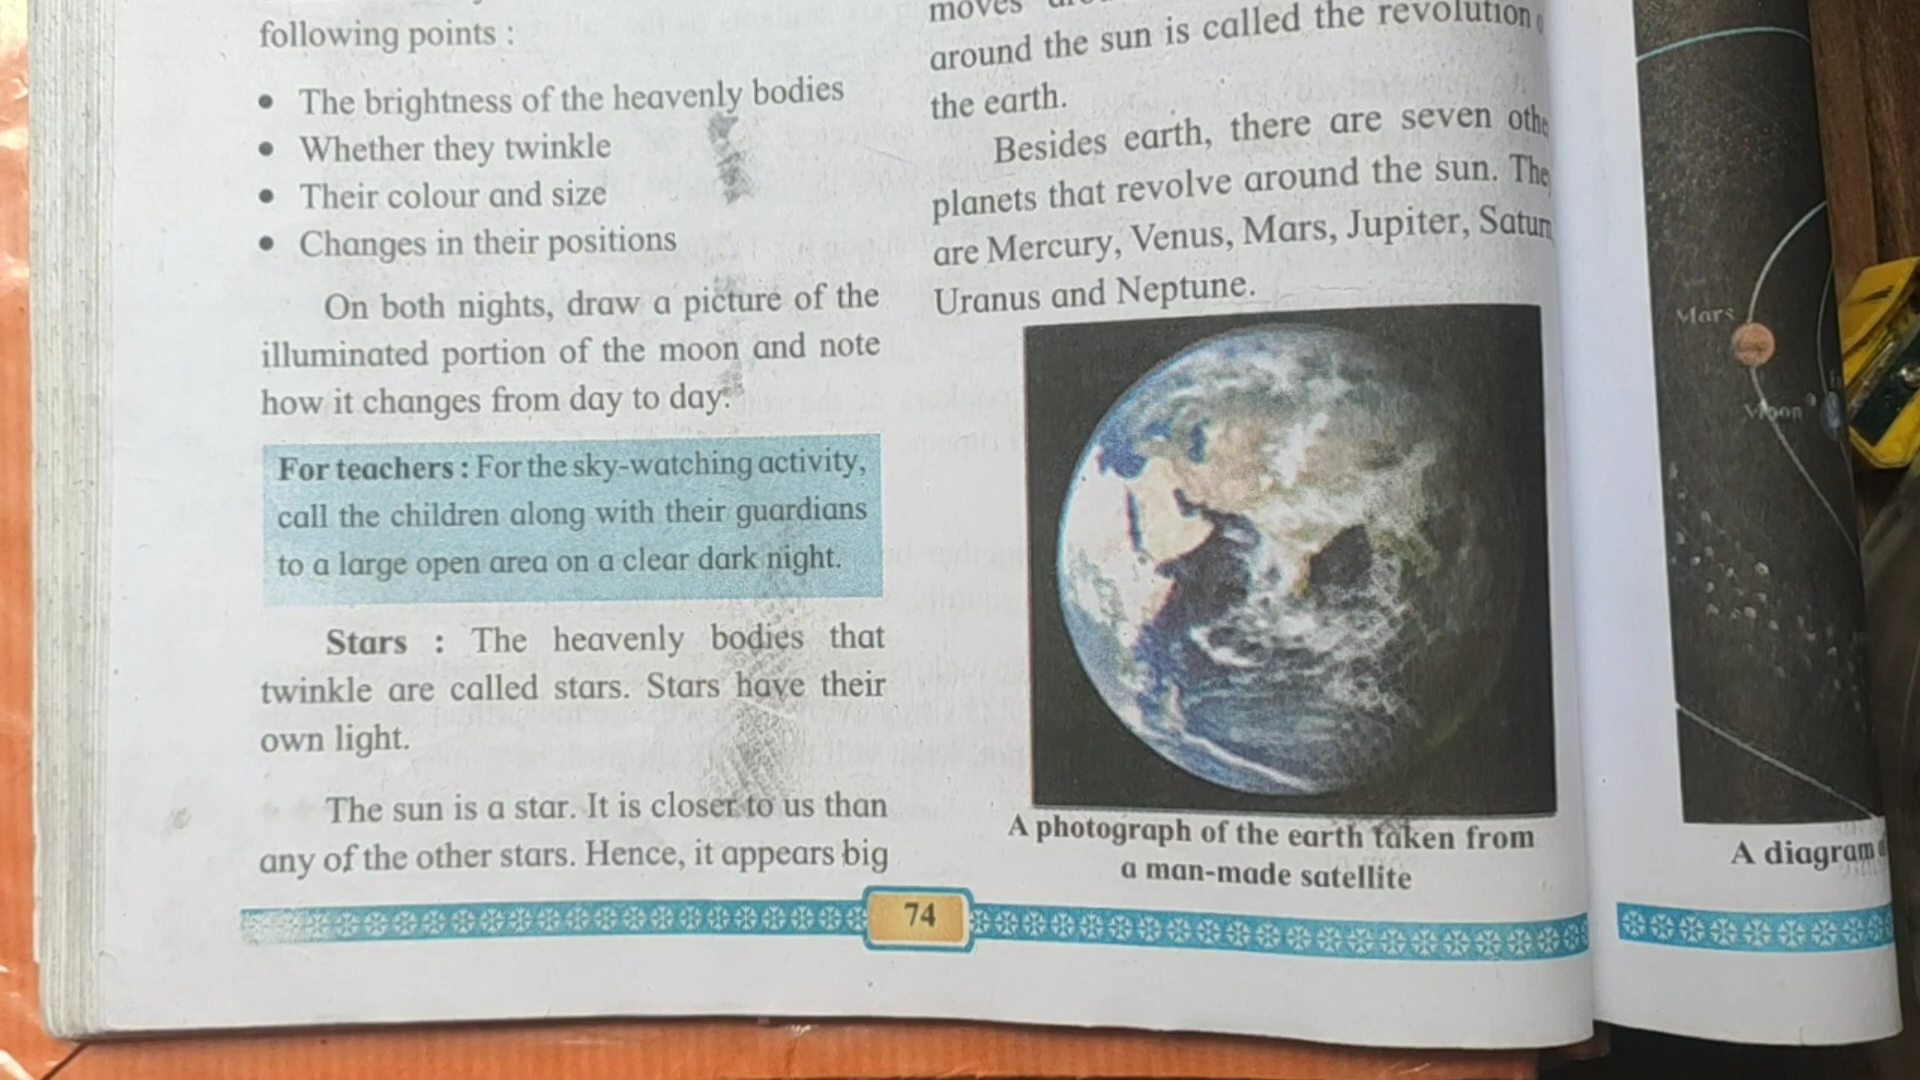 following points :
• The brightness of the heavenly bodies
• Whether they twinkle
• Their colour and size
• Changes in their positions
On both nights, draw a picture of the
illuminated portion of the moon and note
how it changes from day to day.
For teachers : For the sky-watching activity,
call the children along with their guardians
to a large open area on a clear dark night.
Stars : The heavenly bodies that
twinkle are called stars. Stars have their
own light.
The sun is a star. It is closer to us than
any of the other stars. Hence, it appears big
moves
around the sun is called the revolution
the earth.
Besides earth, there are seven othe
planets that revolve around the sun. The
are Mercury, Venus, Mars, Jupiter, Saturn
Uranus and Neptune.
A photograph of the earth taken from
a man-made satellite
74
Mars
Moon
A diagram